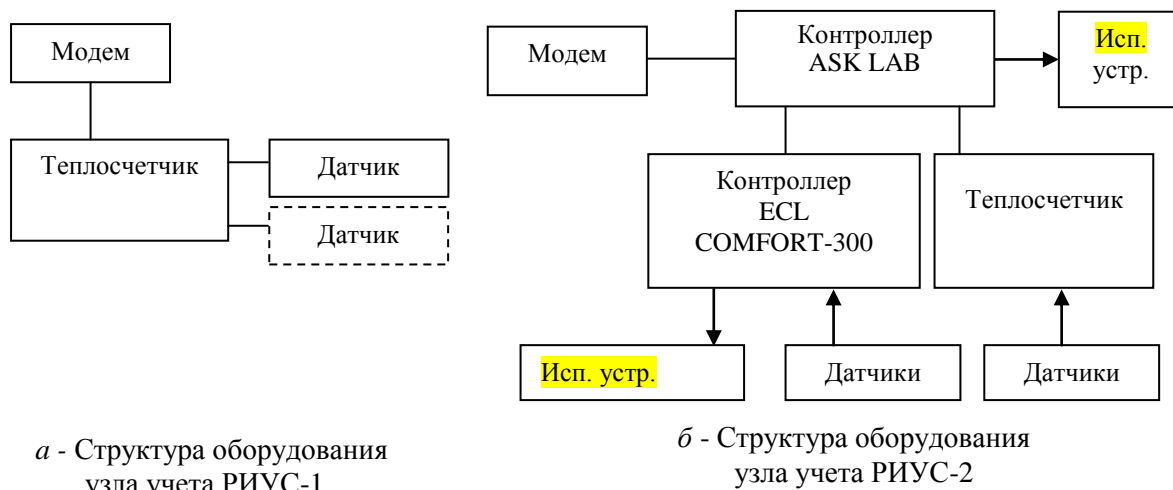 Модем
Теплосчетчик
Датчик
Датчик
а - Структура оборудования
узла учета РИУС-1
Модем
Контроллер
ASK LAB
Исп.
устр.
Контроллер
ECL
COMFORT-300
Теплосчетчик
Исп. устр.
Датчики
Датчики
б - Структура оборудования
узла учета РИУС-2